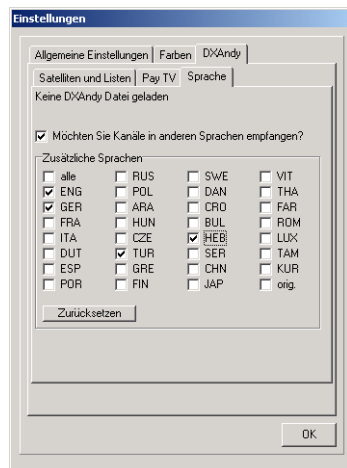 Einstellungen
Allgemeine Einstellungen Farben DXAndy
Satelliten und Listen Pay TV Sprache
Keine DXAndy Datei geladen
Möchten Sie Kanäle in anderen Sprachen empfangen?
Zusätzliche Sprachen
alle RUS SWE VIT
ENG POL DAN THA
GER ARA CRO FAR
FRA HUN BUL ROM
ITA CZE HEB LUX
DUT TUR SER TAM
ESP GRE CHN KUR
POR FIN JAP orig.
Zurücksetzen
OK